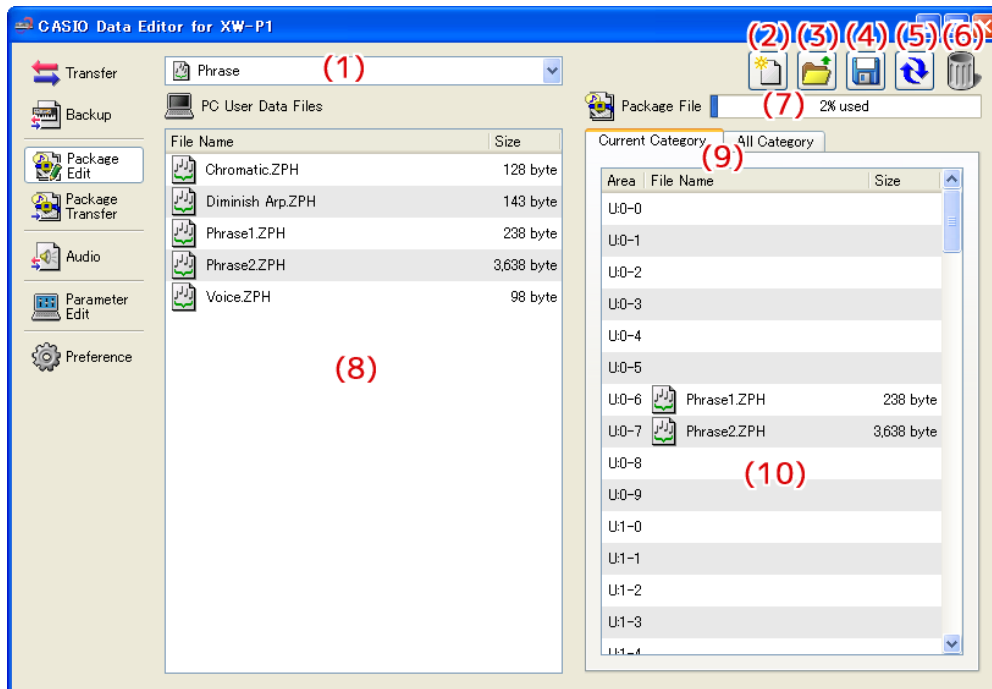 CASIO Data Editor for XW-P1
(2) (3) (4) (5) (6)
Transfer
Backup
Package
Edit
Package
Transfer
Audio
Parameter
Edit
Preference
Phrase (1)
PC User Data Files
File Name Size
Chromatic.ZPH 128 byte
Diminish Arp.ZPH 143 byte
Phrase1.ZPH 238 byte
Phrase2.ZPH 3,638 byte
Voice.ZPH 98 byte
(8)
Package File (7) 2% used
Current Category (9) All Category
Area File Name Size
U:0-0
U:0-1
U:0-2
U:0-3
U:0-4
U:0-5
U:0-6 Phrase1.ZPH 238 byte
U:0-7 Phrase2.ZPH 3,638 byte
U:0-8
(10)
U:0-9
U:1-0
U:1-1
U:1-2
U:1-3
U:1-4